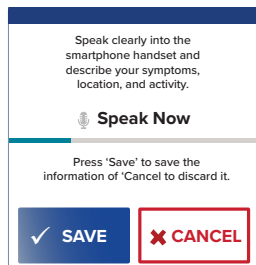 Speak clearly into the
smartphone handset and
describe your symptoms,
location, and activity.
Speak Now
Press ‘Save’ to save the
information of ‘Cancel to discard it.
SAVE
CANCEL